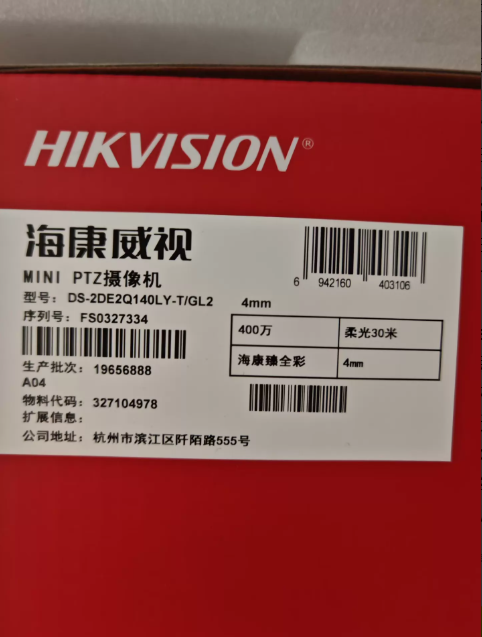 HIKVISION®
海康威视
MINI PTZ摄像机
型号: DS-2DE2Q140LY-T/GL2 4mm
序列号: FS0327334
6 942160 403106
400万 柔光30米
海康臻全彩 4mm
生产批次: 19656888
A04
物料代码: 327104978
扩展信息:
公司地址: 杭州市滨江区阡陌路555号